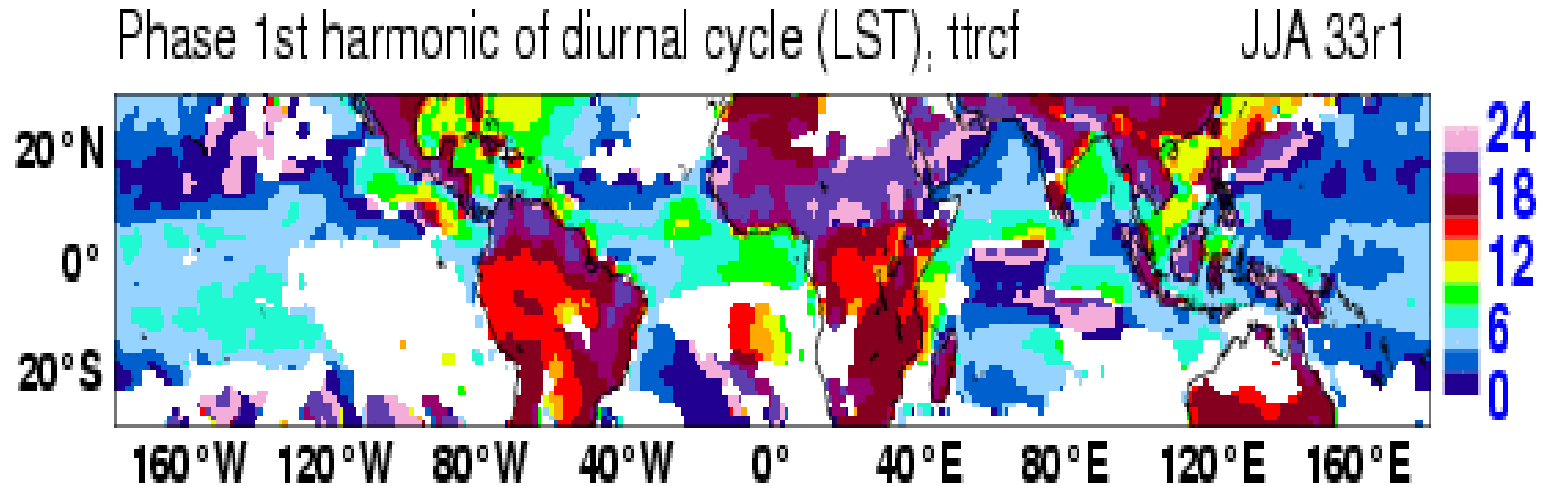 Phase 1st harmonic of diurnal cycle (LST), ttrcf JJA 33r1
24
20°N
18
0°
12
6
20°S
0
160°W 120°W 80°W 40°W 0° 40°E 80°E 120°E 160°E